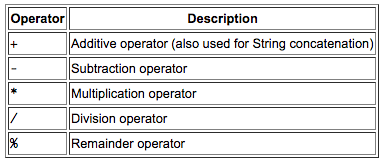 Operator Description
+ Additive operator (also used for String concatenation)
- Subtraction operator
* Multiplication operator
/ Division operator
% Remainder operator